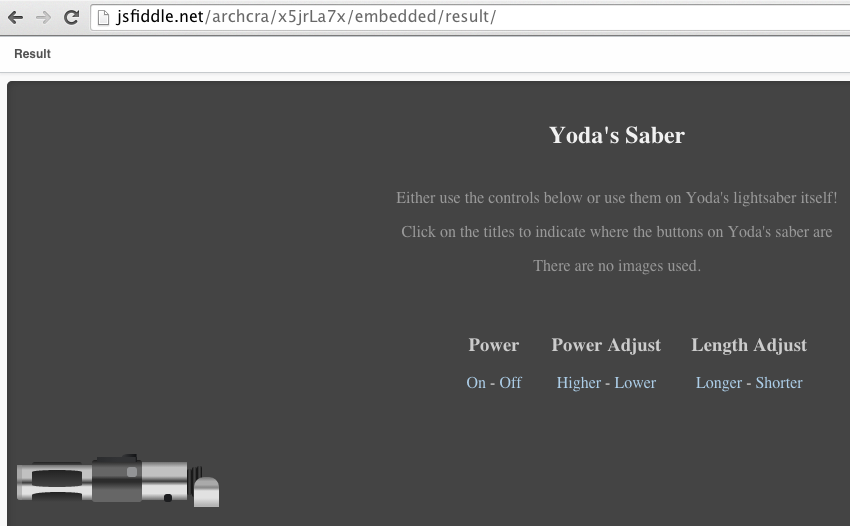 jsfiddle.net/archcra/x5jrLa7x/embedded/result/
Result
Yoda's Saber
Either use the controls below or use them on Yoda's lightsaber itself!
Click on the titles to indicate where the buttons on Yoda's saber are
There are no images used.
Power Power Adjust Length Adjust
On - Off Higher - Lower Longer - Shorter